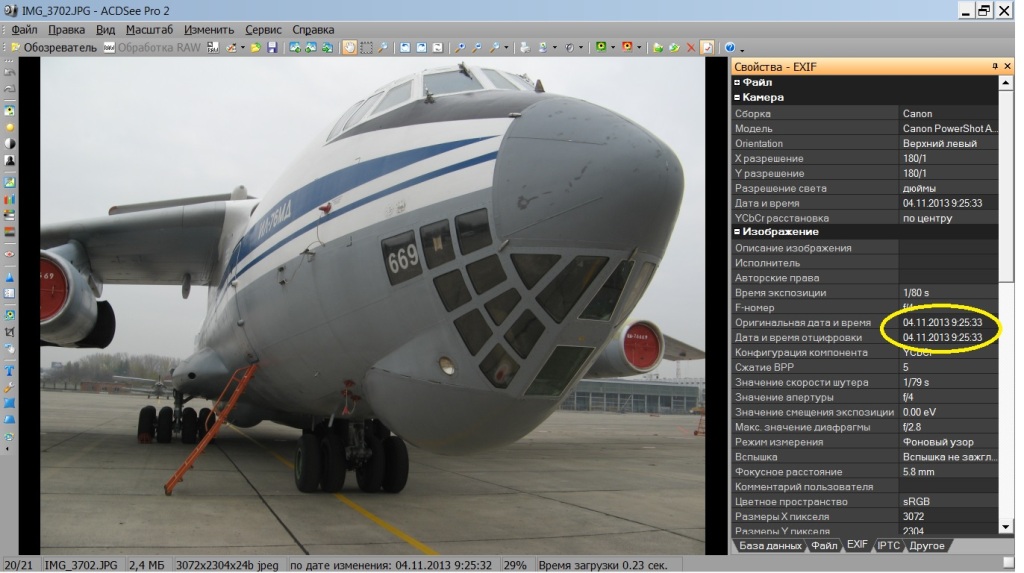 IMG_3702.JPG - ACDSee Pro 2
Файл Правка Вид Масштаб Изменить Сервис Справка
Обозреватель Обработка RAW
Свойства - EXIF
Файл
Камера
Сборка Canon
Модель Canon PowerShot A...
Orientation Верхний левый
X разрешение 180/1
Y разрешение 180/1
Разрешение света дюймы
Дата и время 04.11.2013 9:25:33
YCbCr расстановка по центру
Изображение
Описание изображения
Исполнитель
Авторские права
Время экспозиции 1/80 s
F-номер f/4
Оригинальная дата и время 04.11.2013 9:25:33
Дата и время отцифровки 04.11.2013 9:25:33
Конфигурация компонента YCbCr
Сжатие BPP 5
Значение скорости шутера 1/79 s
Значение апертуры f/4
Значение смещения экспозиции 0.00 eV
Макс. значение диафрагмы f/2.8
Режим измерения Фоновый узор
Вспышка Вспышка не зажгл...
Фокусное расстояние 5.8 mm
Комментарий пользователя
Цветное пространство sRGB
Размеры X пикселя 3072
Размеры Y пикселя 2304
База данных Файл EXIF IPTC Другое
ИЛ-76МД
669
69
20/21 IMG_3702.JPG 2,4 МБ 3072x2304x24b jpeg по дате изменения: 04.11.2013 9:25:32 29% Время загрузки 0.23 сек.